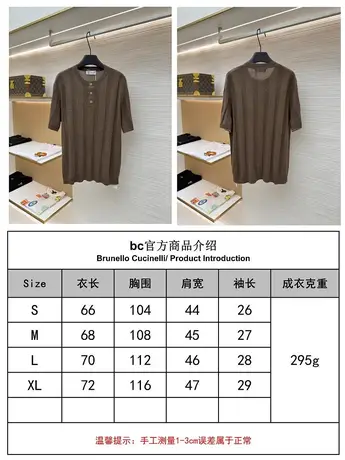 bc官方商品介绍
Brunello Cucinelli/ Product Introduction
Size 衣长 胸围 肩宽 袖长 成衣克重
S 66 104 44 26
M 68 108 45 27
L 70 112 46 28
XL 72 116 47 29
295g
温馨提示：手工测量1-3cm误差属于正常